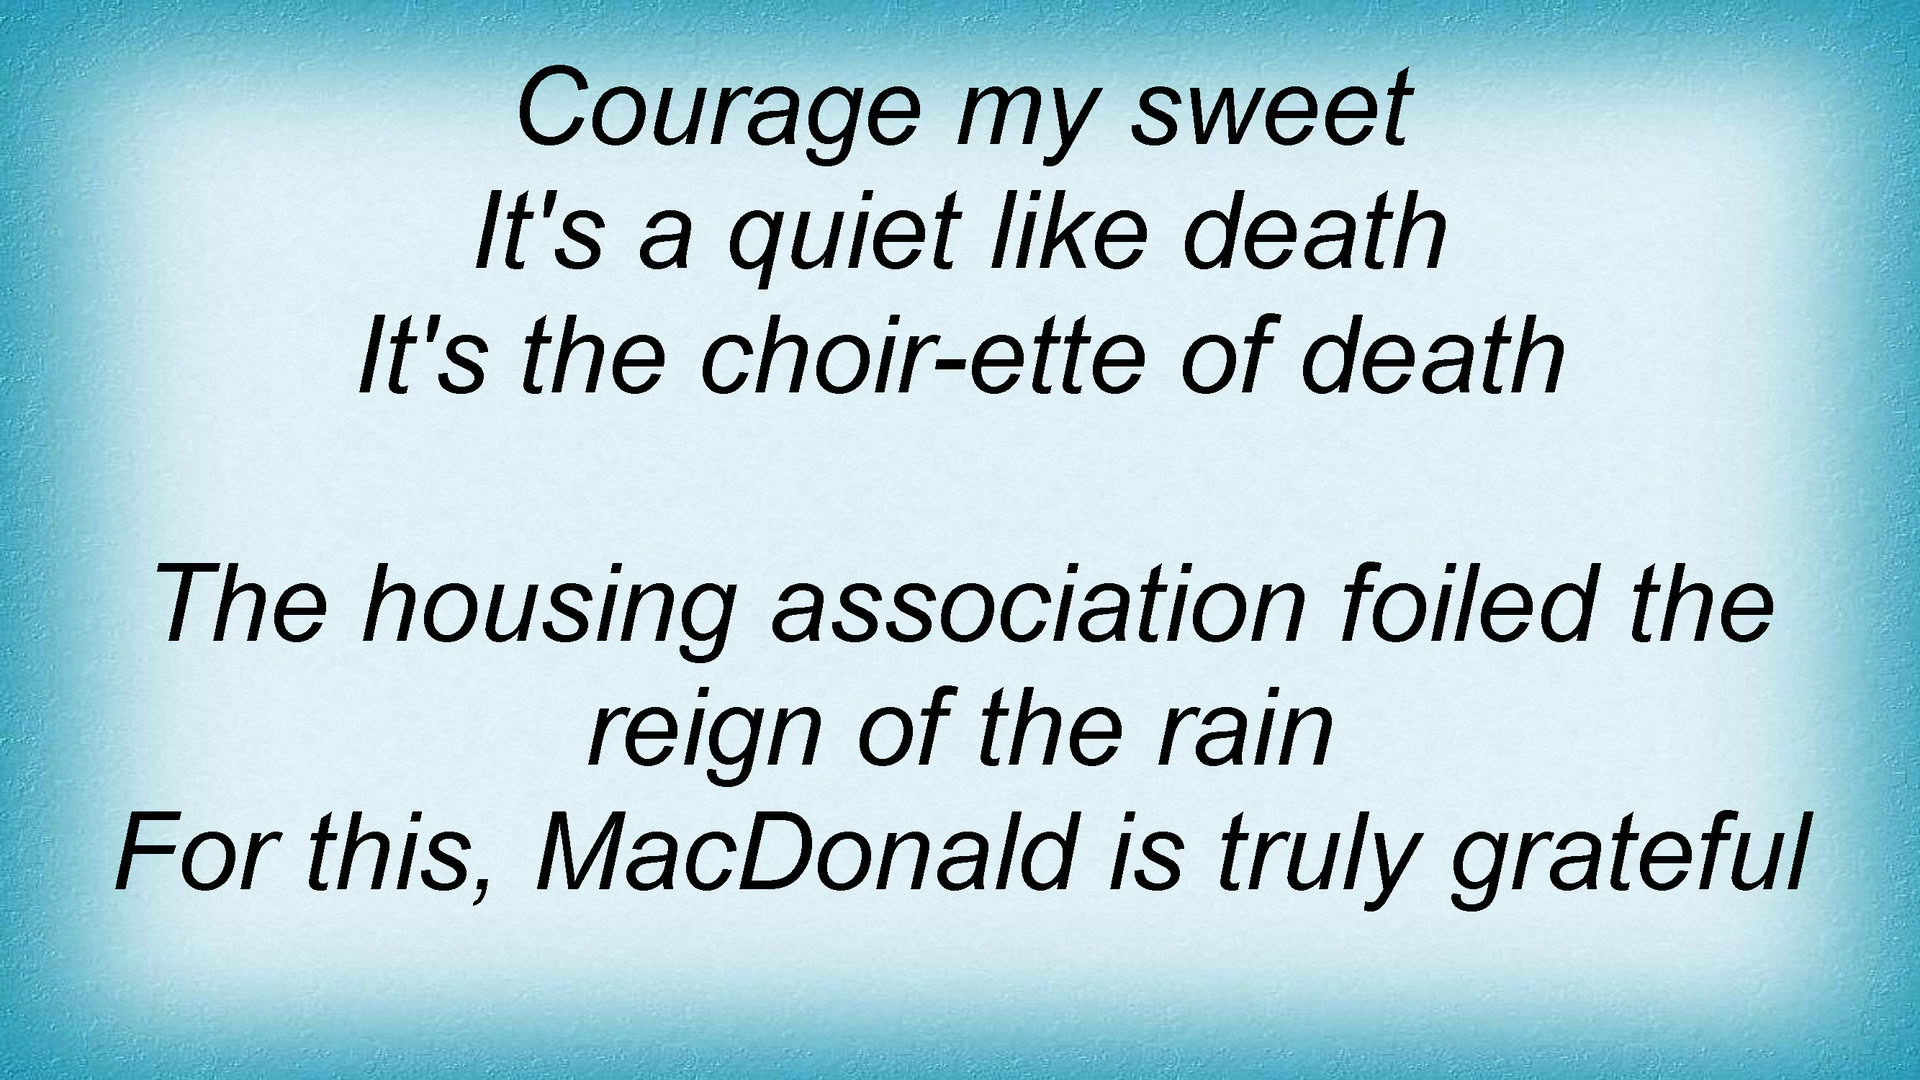 Courage my sweet
It's a quiet like death
It's the choir-ette of death
The housing association foiled the
reign of the rain
For this, MacDonald is truly grateful